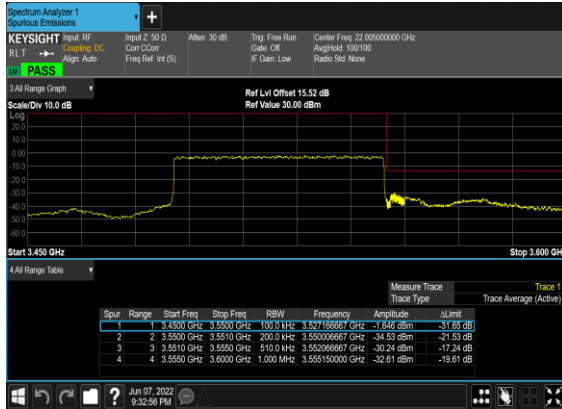 Spectrum Analyzer 1
Spurious Emissions
KEYSIGHT Input: RF Input Z: 50 Ω Atten: 30 dB Trig: Free Run Center Freq: 22.005000000 GHz
RLT Coupling: DC Corr CCorr Gate: Off Avg|Hold: 100/100
Align: Auto Freq Ref: Int (S) IF Gain: Low Radio Std: None
PASS
3 All Range Graph
Ref Lvl Offset 15.52 dB
Scale/Div 10.0 dB Ref Value 30.00 dBm
Log
20.0
10.0
0.00
-10.0
-20.0
-30.0
-40.0
-50.0
-60.0
Start 3.450 GHz Stop 3.600 GH
4 All Range Table
Measure Trace Trace 1
Trace Type Trace Average (Active)
Spur Range Start Freq Stop Freq RBW Frequency Amplitude ΔLimit
1 1 3.4500 GHz 3.5500 GHz 100.0 kHz 3.527166667 GHz -1.646 dBm -31.65 dB
2 2 3.5500 GHz 3.5510 GHz 200.0 kHz 3.550006667 GHz -34.53 dBm -21.53 dB
3 3 3.5510 GHz 3.5550 GHz 510.0 kHz 3.552066667 GHz -30.24 dBm -17.24 dB
4 4 3.5550 GHz 3.6000 GHz 1.000 MHz 3.555150000 GHz -32.61 dBm -19.61 dB
Jun 07, 2022
9:32:56 PM